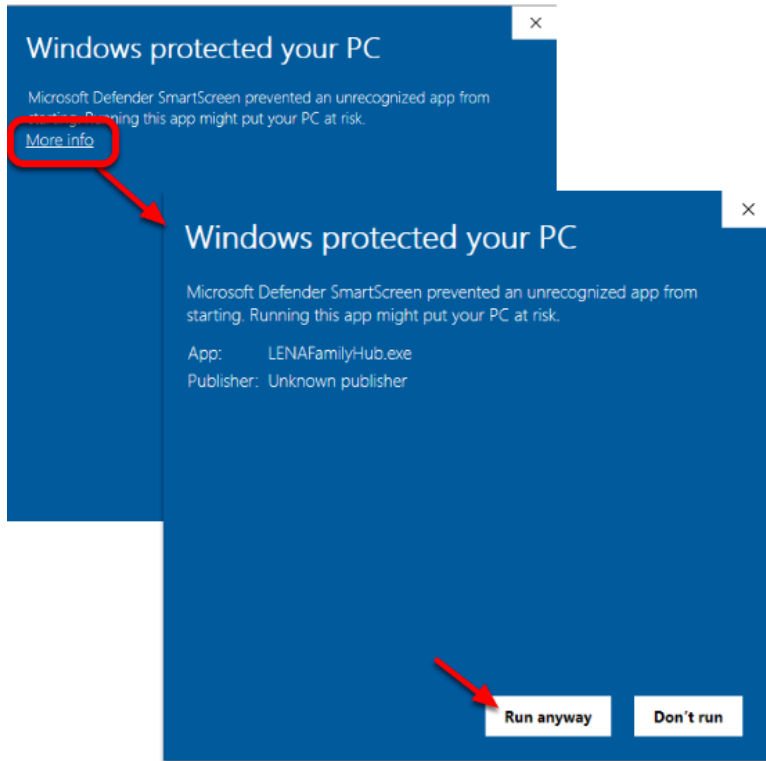 Windows protected your PC
Microsoft Defender SmartScreen prevented an unrecognized app from
starting. Running this app might put your PC at risk.
More info
Windows protected your PC
Microsoft Defender SmartScreen prevented an unrecognized app from
starting. Running this app might put your PC at risk.
App: LENAFamilyHub.exe
Publisher: Unknown publisher
Run anyway Don't run